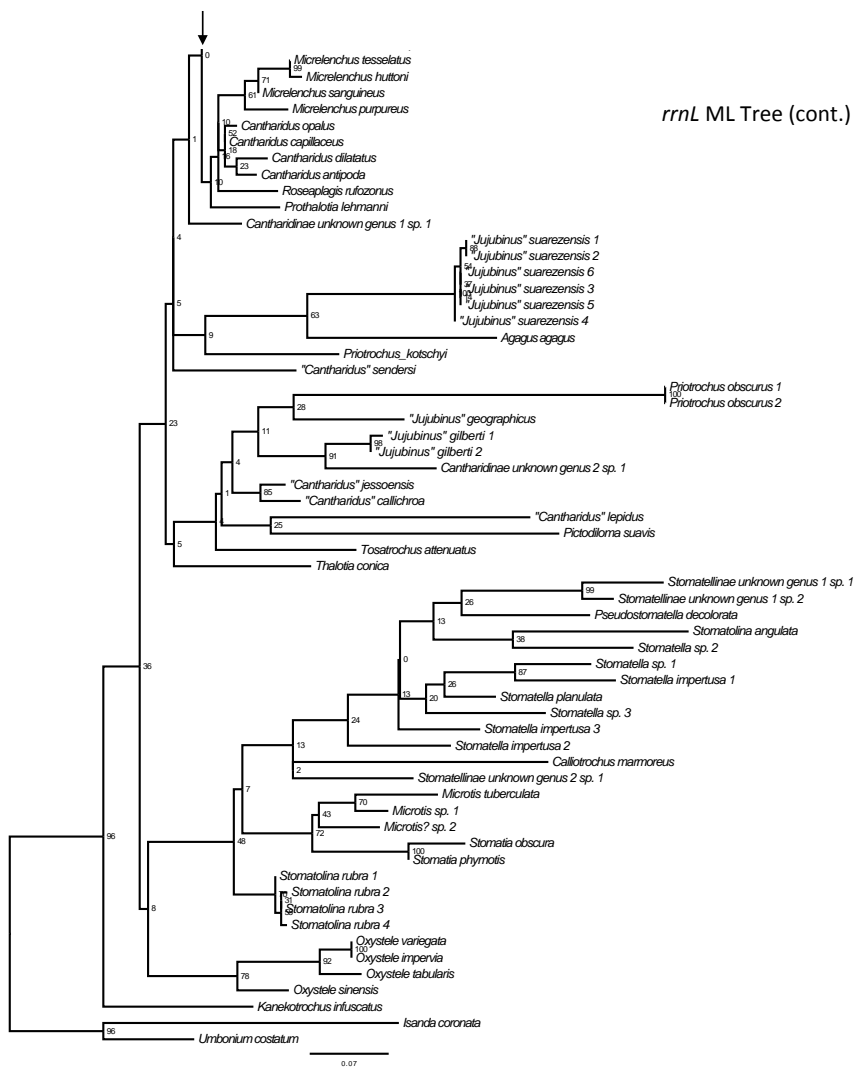 rrnL ML Tree (cont.)
0
Micrelenchus tesselatus
99
Micrelenchus huttoni
71
Micrelenchus sanguineus
61
Micrelenchus purpureus
10
Cantharidus opalus
52
Cantharidus capillaceus
18
16
Cantharidus dilatatus
23
Cantharidus antipoda
10
Roseaplagis rufozonus
Prothalotia lehmanni
1
Cantharidinae unknown genus 1 sp. 1
4
"Jujubinus" suarezensis 1
88
"Jujubinus" suarezensis 2
54
"Jujubinus" suarezensis 6
37
"Jujubinus" suarezensis 3
"Jujubinus" suarezensis 5
"Jujubinus" suarezensis 4
5
63
9
Agagus agagus
Priotrochus_kotschyi
"Cantharidus" sendersi
Priotrochus obscurus 1
100
Priotrochus obscurus 2
28
"Jujubinus" geographicus
23
11
"Jujubinus" gilberti 1
98
"Jujubinus" gilberti 2
91
4
Cantharidinae unknown genus 2 sp. 1
"Cantharidus" jessoensis
85
1
"Cantharidus" callichroa
"Cantharidus" lepidus
25
Pictodiloma suavis
5
Tosatrochus attenuatus
Thalotia conica
Stomatellinae unknown genus 1 sp. 1
99
Stomatellinae unknown genus 1 sp. 2
26
Pseudostomatella decolorata
13
Stomatolina angulata
38
Stomatella sp. 2
0
Stomatella sp. 1
36
87
Stomatella impertusa 1
26
13
20
Stomatella planulata
Stomatella sp. 3
24
Stomatella impertusa 3
13
Stomatella impertusa 2
Calliotrochus marmoreus
2
Stomatellinae unknown genus 2 sp. 1
7
Microtis tuberculata
70
Microtis sp. 1
43
Microtis? sp. 2
72
96
48
Stomatia obscura
100
Stomatia phymotis
Stomatolina rubra 1
Stomatolina rubra 2
31
Stomatolina rubra 3
Stomatolina rubra 4
8
Oxystele variegata
100
Oxystele impervia
92
Oxystele tabularis
78
Oxystele sinensis
Kanekotrochus infuscatus
Isanda coronata
96
Umbonium costatum
0.07